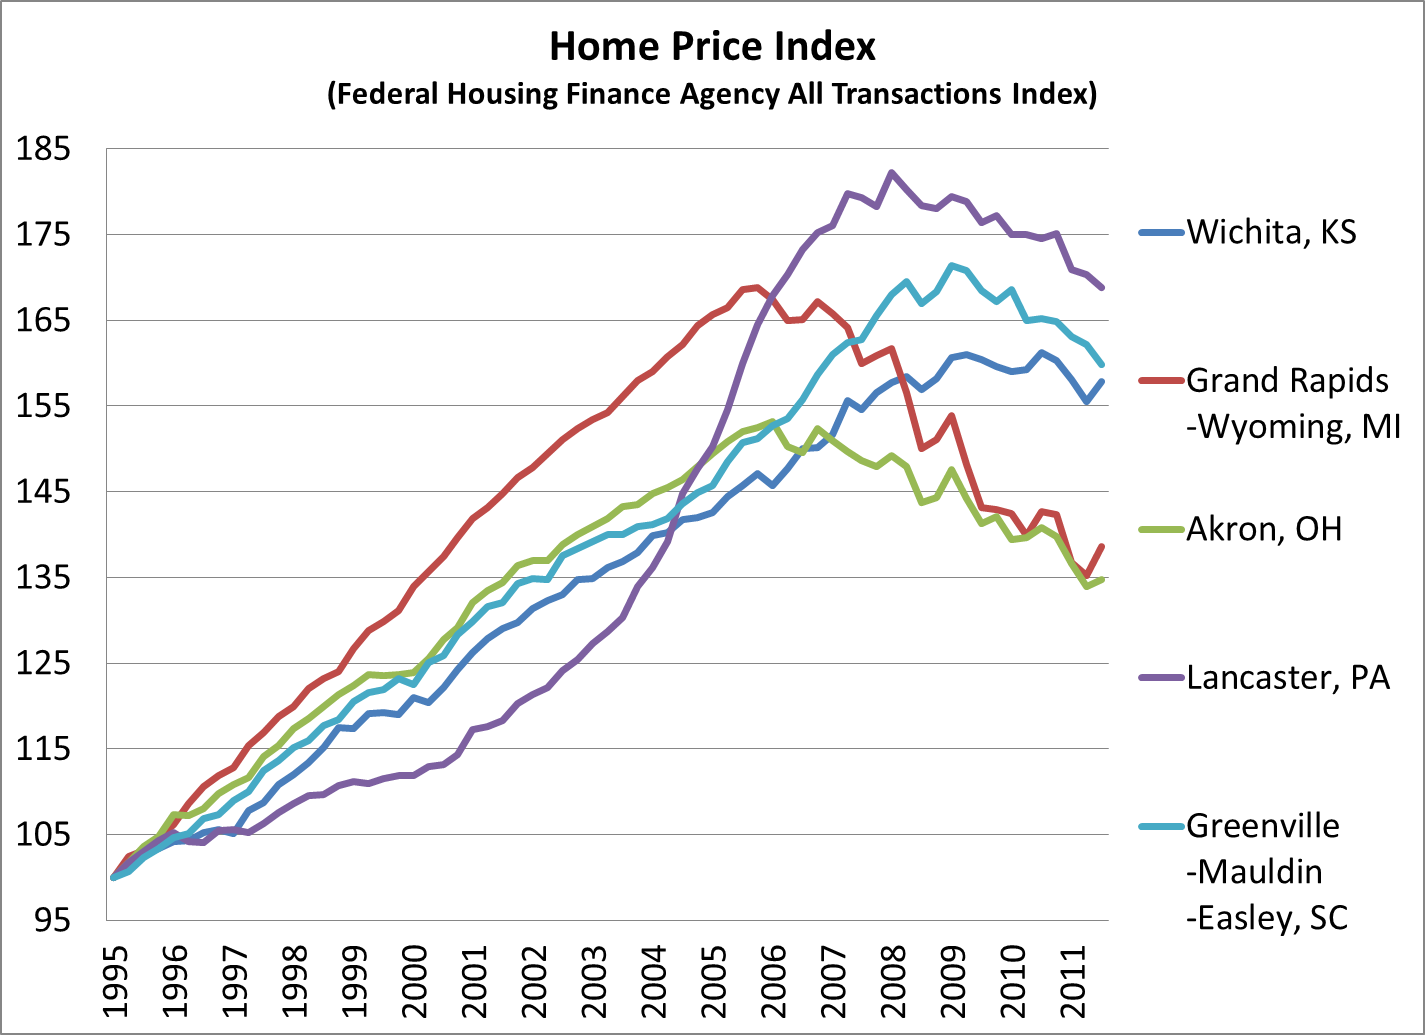 Home Price Index
(Federal Housing Finance Agency All Transactions Index)
185
175
165
155
145
135
125
115
105
95
1995
1996
1997
1998
1999
2000
2001
2002
2003
2004
2005
2006
2007
2008
2009
2010
2011
Wichita, KS
Grand Rapids
-Wyoming, MI
Akron, OH
Lancaster, PA
Greenville
-Mauldin
-Easley, SC